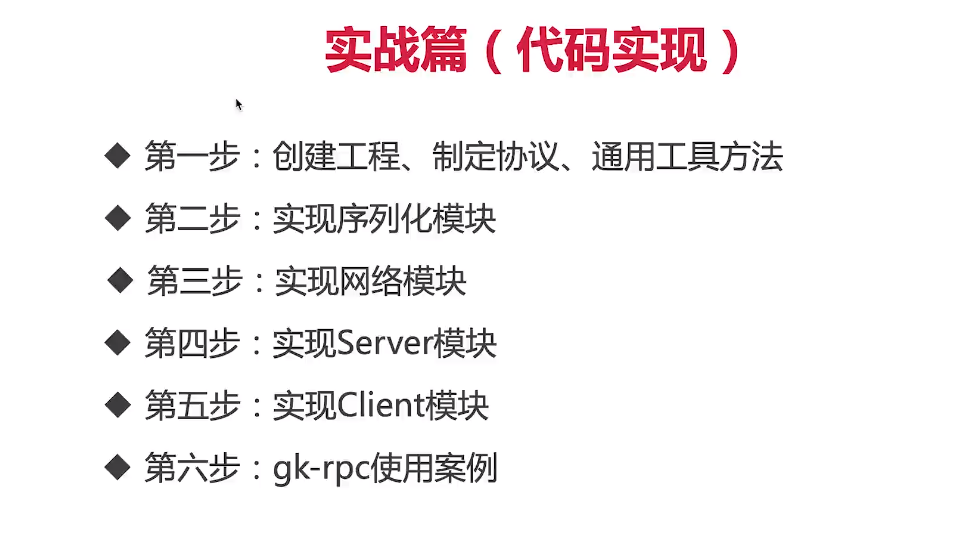 实战篇（代码实现）
◆ 第一步：创建工程、制定协议、通用工具方法
◆ 第二步：实现序列化模块
◆ 第三步：实现网络模块
◆ 第四步：实现Server模块
◆ 第五步：实现Client模块
◆ 第六步：gk-rpc使用案例